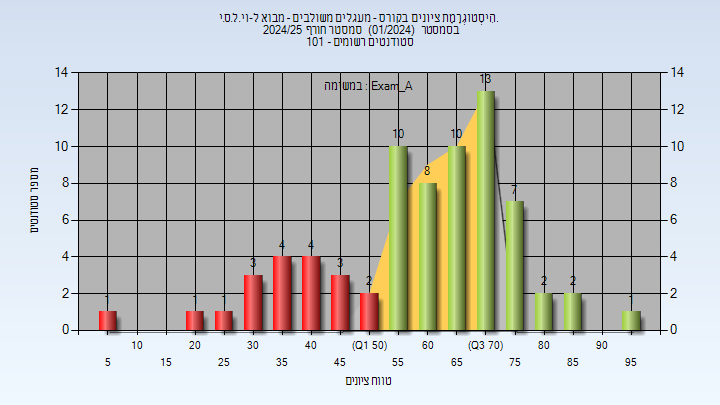 היסטוגרמת ציונים בקורס - מעגלים משולבים - מבוא ל-וי.ל.ס.י.
בסמסטר (01/2024) סמסטר חורף 2024/25
סטודנטים רשומים - 101
במשימה : Exam_A
14 14
12 12
10 10
8 8
6 6
4 4
2 2
0 0
מספר סטודנטים
1 1 1 3 4 4 3 2 10 8 10 13 7 2 2 1
10 20 30 40 (Q1 50) 60 (Q3 70) 80 90
5 15 25 35 45 55 65 75 85 95
טווח ציונים